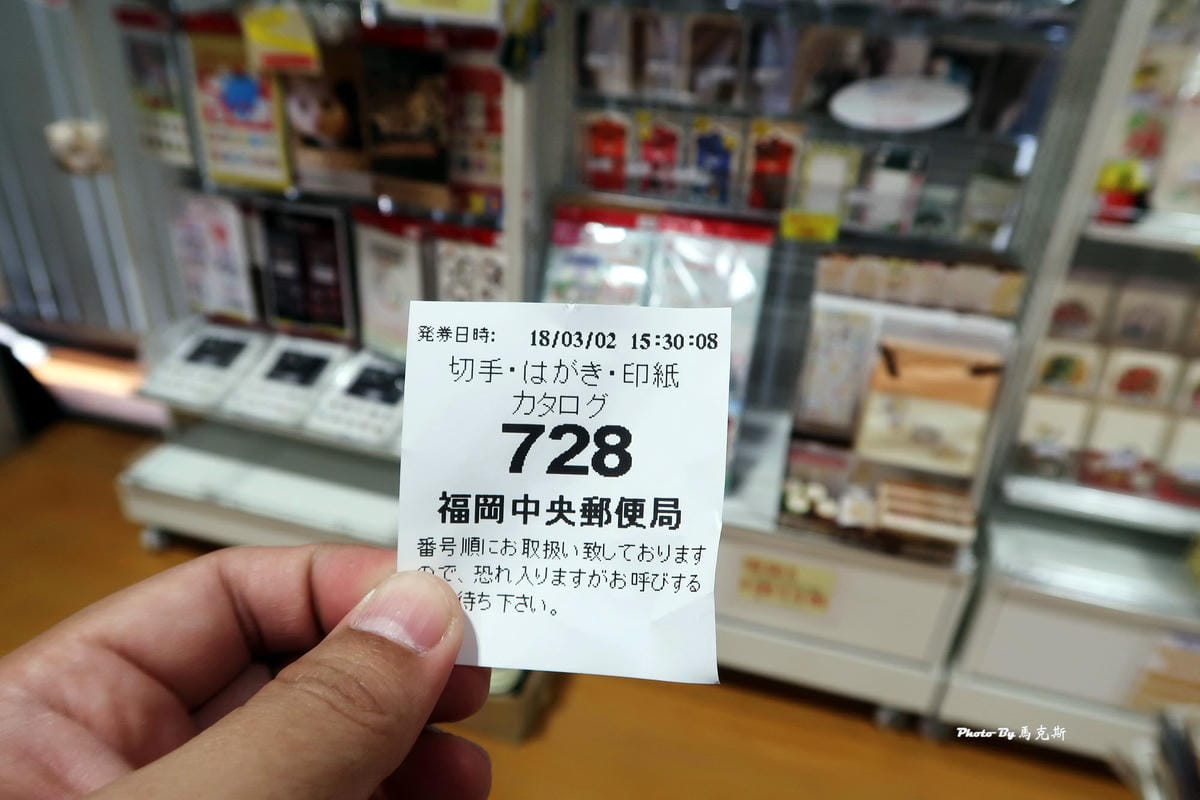 発券日時: 18/03/02 15:30:08
切手・はがき・印紙
カタログ
728
福岡中央郵便局
番号順にお取扱い致しております
ので、恐れ入りますがお呼びする
待ち下さい。
Photo By 馬克斯